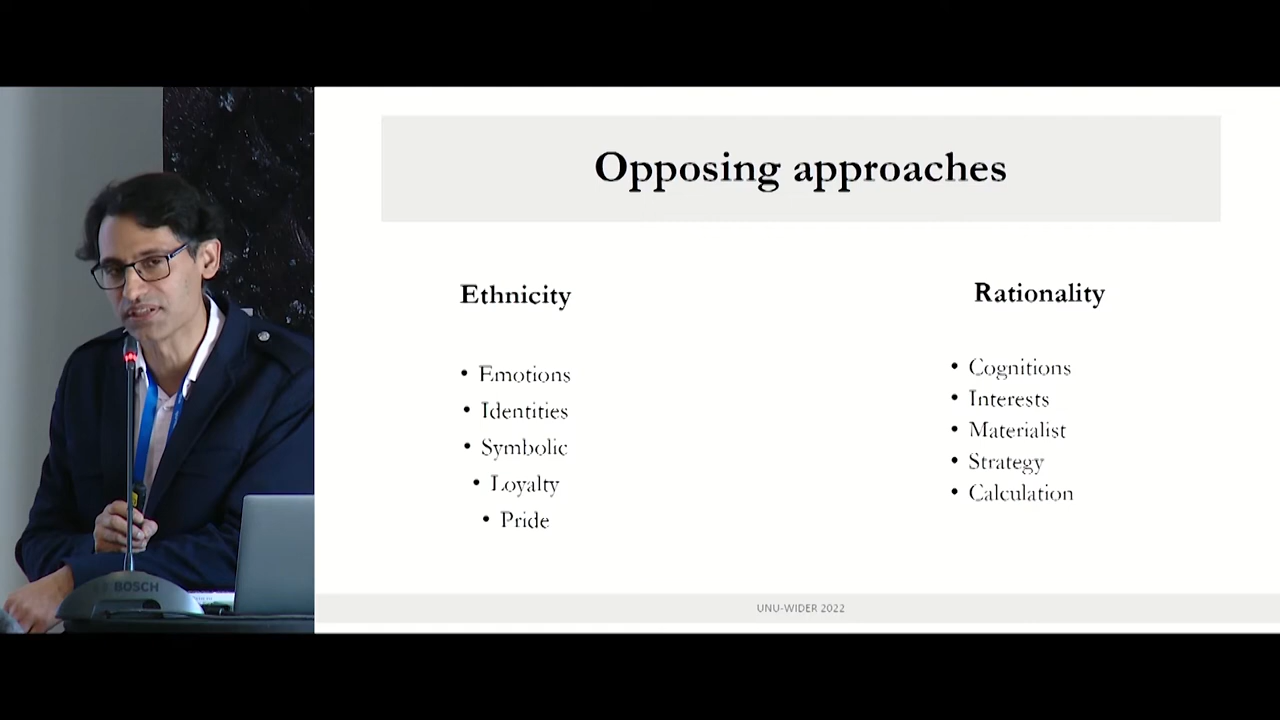 Opposing approaches
Ethnicity
• Emotions
• Identities
• Symbolic
• Loyalty
• Pride
Rationality
• Cognitions
• Interests
• Materialist
• Strategy
• Calculation
UNU-WIDER 2022
BOSCH